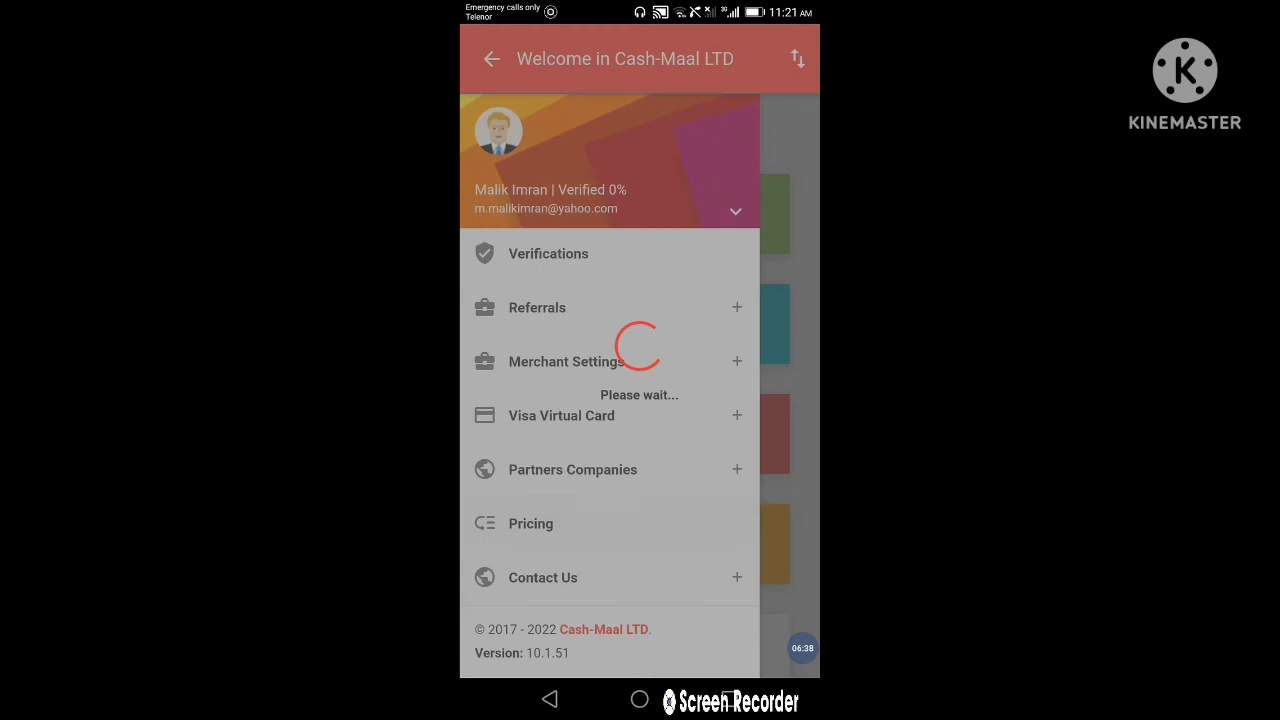 Emergency calls only
Telenor
3G
11:21 AM
Welcome in Cash-Maal LTD
K
KINEMASTER
Malik Imran | Verified 0%
m.malikimran@yahoo.com
Verifications
Referrals +
Merchant Settings +
Please wait...
Visa Virtual Card +
Partners Companies +
Pricing
Contact Us +
© 2017 - 2022 Cash-Maal LTD.
Version: 10.1.51
06:38
Screen Recorder